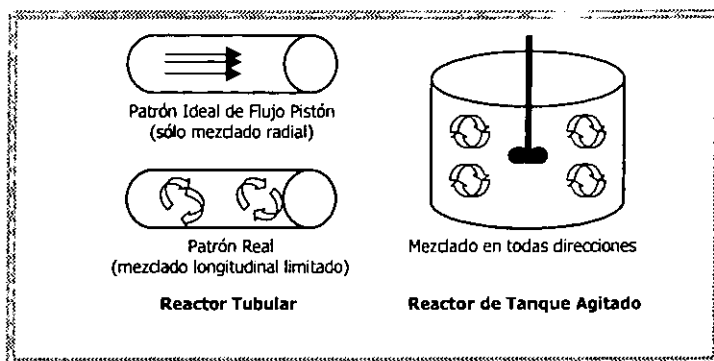 Patrón Ideal de Flujo Pistón
(sólo mezclado radial)
Patrón Real
(mezclado longitudinal limitado)
Reactor Tubular
Mezclado en todas direcciones
Reactor de Tanque Agitado